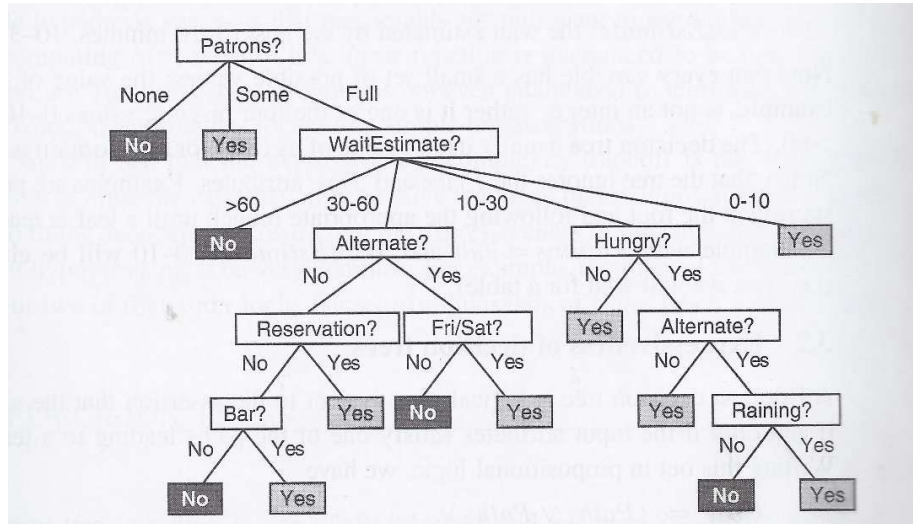 Patrons?
None Some Full
No Yes WaitEstimate?
>60 30-60 10-30 0-10
No Alternate? Hungry? Yes
No Yes No Yes
Reservation? Fri/Sat? Yes Alternate?
No Yes No Yes No Yes
Bar? Yes No Yes Yes Raining?
No Yes No Yes
No Yes No Yes